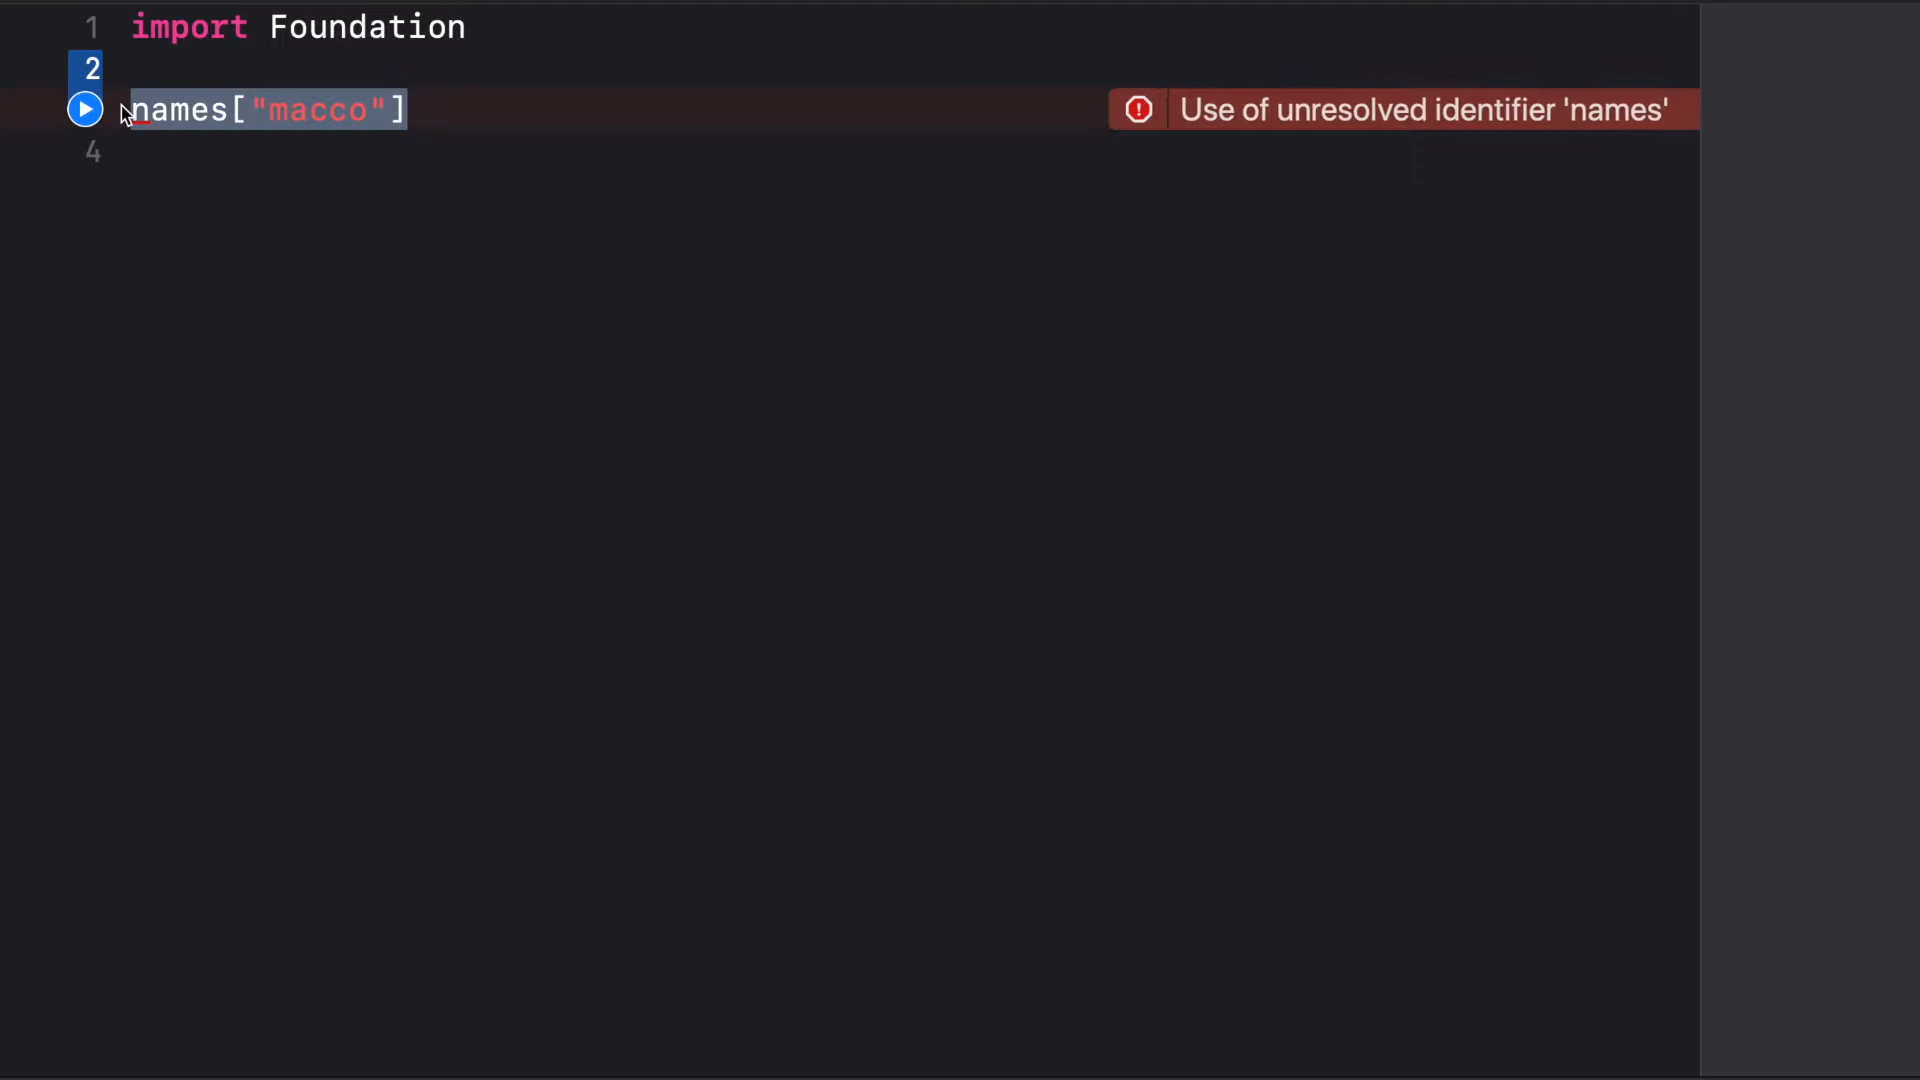 1 import Foundation
2
names["macco"] Use of unresolved identifier 'names'
4